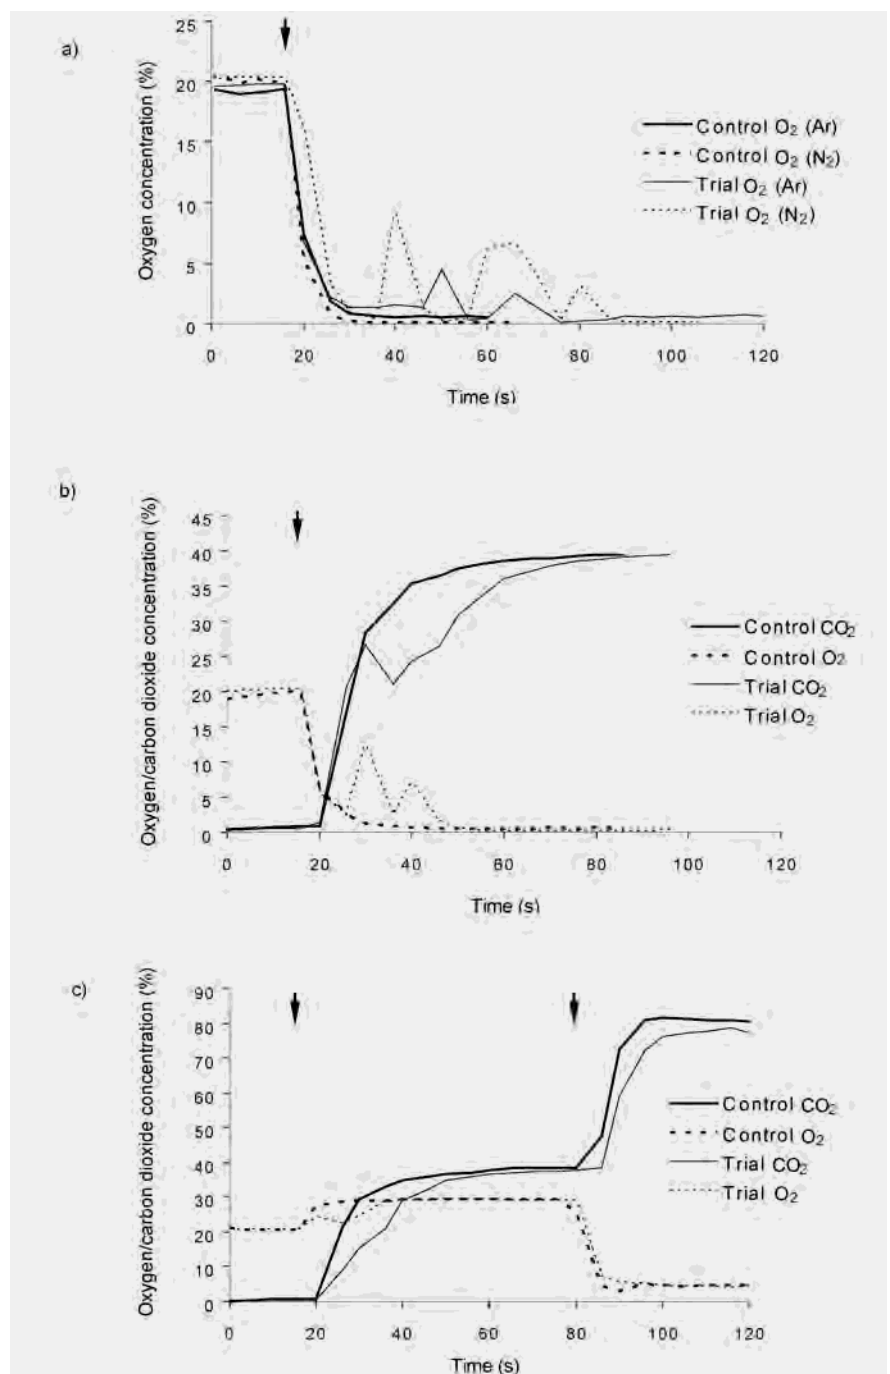 a)
Oxygen concentration (%)
25
20
15
10
5
0
0 20 40 60 80 100 120
Time (s)
Control O₂ (Ar)
Control O₂ (N₂)
Trial O₂ (Ar)
Trial O₂ (N₂)
b)
Oxygen/carbon dioxide concentration (%)
45
40
35
30
25
20
15
10
5
0
0 20 40 60 80 100 120
Time (s)
Control CO₂
Control O₂
Trial CO₂
Trial O₂
c)
Oxygen/carbon dioxide concentration (%)
90
80
70
60
50
40
30
20
10
0
0 20 40 60 80 100 120
Time (s)
Control CO₂
Control O₂
Trial CO₂
Trial O₂